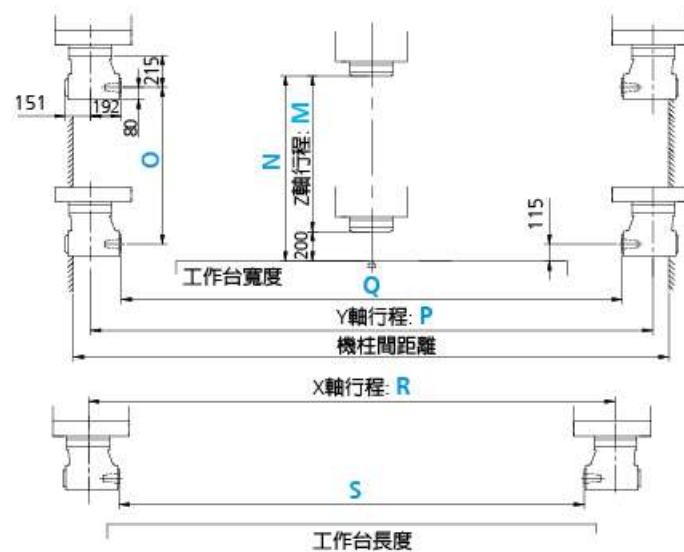 215
151
192
80
O
N
Z軸行程: M
200
115
工作台寬度
Q
Y軸行程: P
機柱間距離
X軸行程: R
S
工作台長度